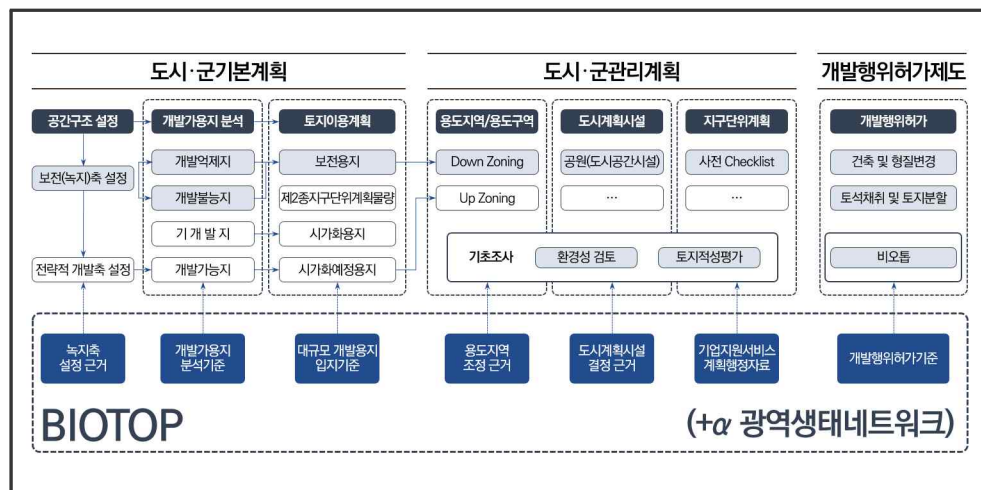 도시·군기본계획
도시·군관리계획
개발행위허가제도
공간구조 설정
개발가용지 분석
토지이용계획
용도지역/용도구역
도시계획시설
지구단위계획
개발행위허가
보전(녹지)축 설정
개발억제지
보전용지
Down Zoning
공원(도시공간시설)
사전 Checklist
건축 및 형질변경
개발불능지
제2종지구단위계획물량
Up Zoning
…
…
토석채취 및 토지분할
기 개 발 지
시가화용지
기초조사
환경성 검토
토지적성평가
비오톱
전략적 개발축 설정
개발가능지
시가화예정용지
녹지축
설정 근거
개발가용지
분석기준
대규모 개발용지
입지기준
용도지역
조정 근거
도시계획시설
결정 근거
기업지원서비스
계획행정자료
개발행위허가기준
BIOTOP
(+α 광역생태네트워크)